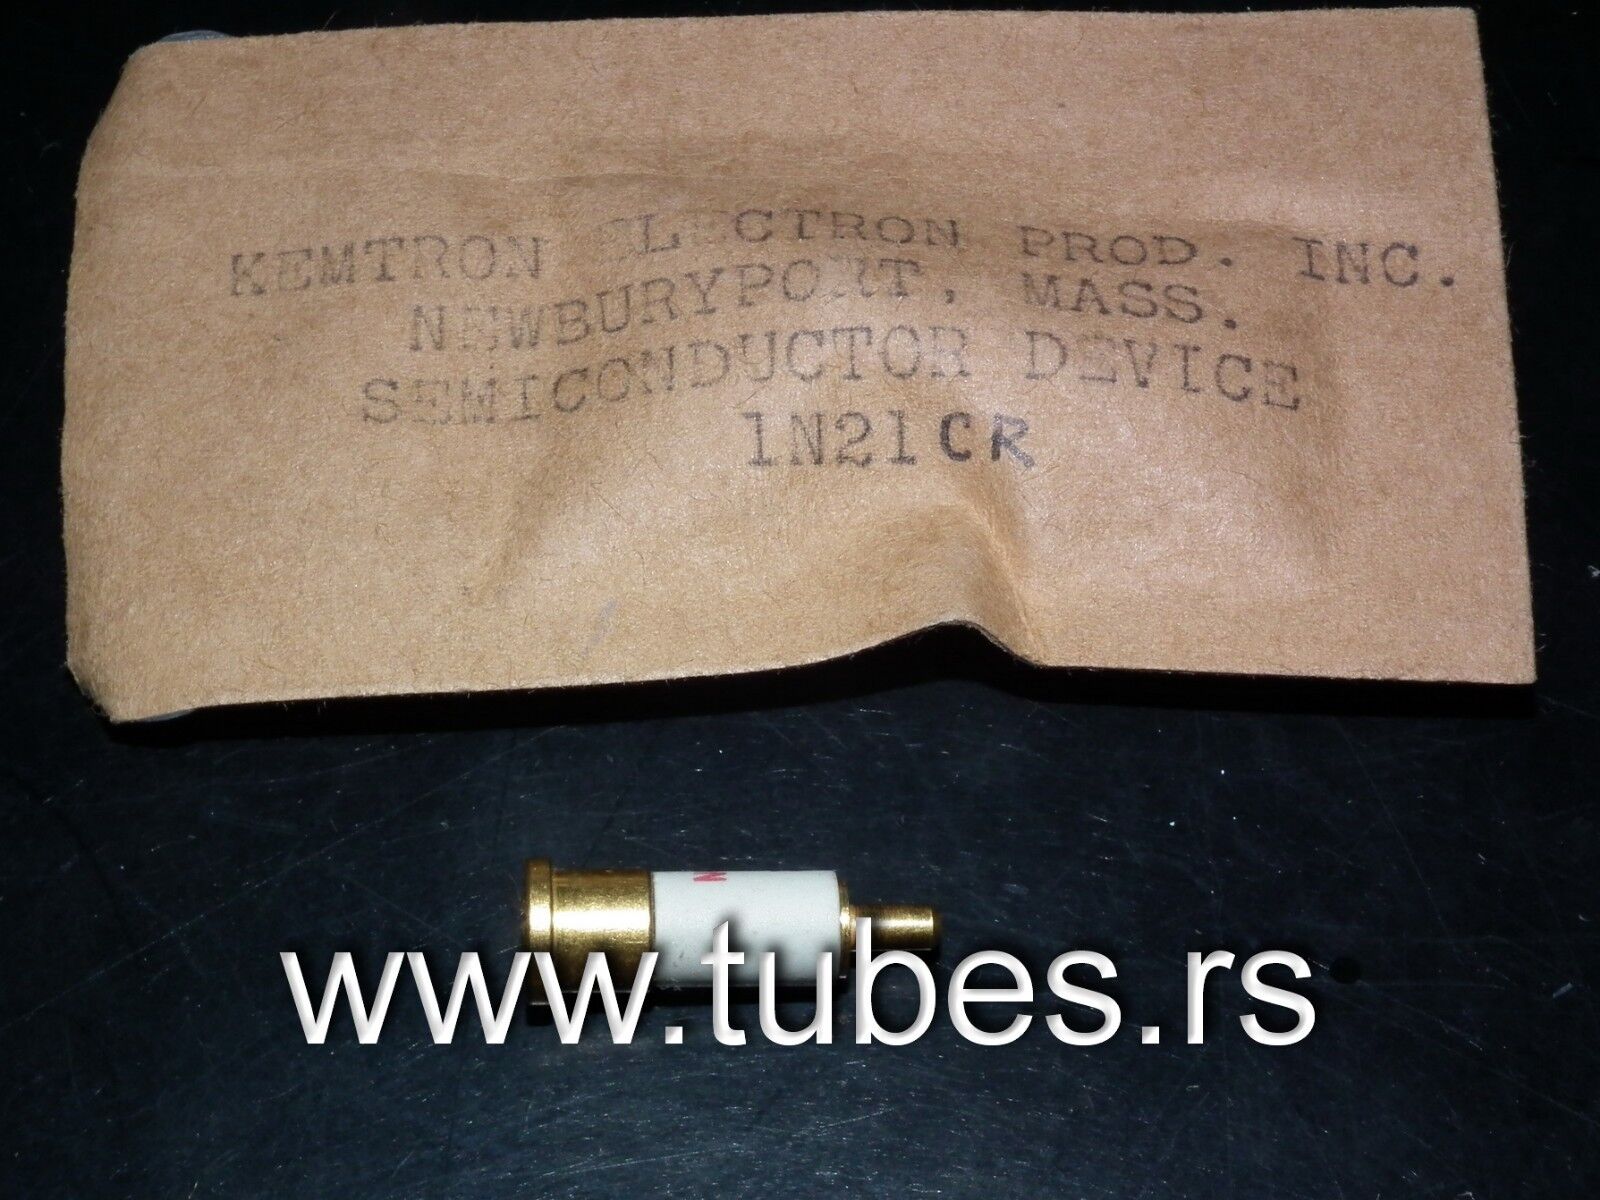 KEMTRON ELECTRON PROD. INC.
NEWBURYPORT, MASS.
SEMICONDUCTOR DEVICE
1N21CR
N
www.tubes.rs